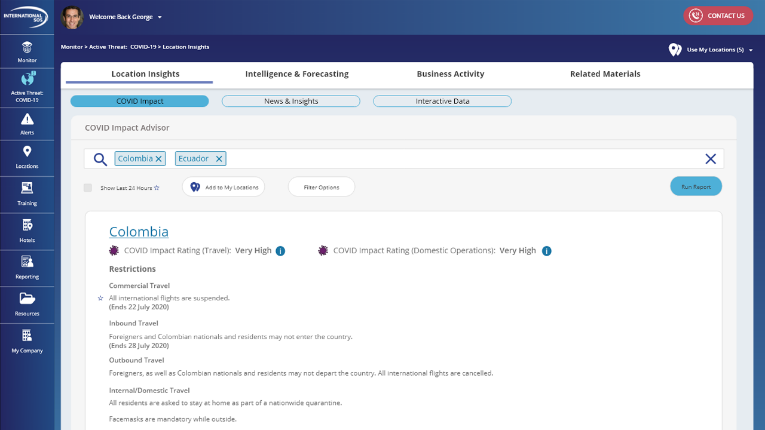 INTERNATIONAL
SOS
Welcome Back George
CONTACT US
Monitor > Active Threat: COVID-19 > Location Insights
Use My Locations (5)
Monitor
Active Threat:
COVID-19
Alerts
Locations
Training
Hotels
Reporting
Resources
My Company
Location Insights
Intelligence & Forecasting
Business Activity
Related Materials
COVID Impact
News & Insights
Interactive Data
COVID Impact Advisor
Colombia X
Ecuador X
Show Last 24 Hours
Add to My Locations
Filter Options
Run Report
Colombia
COVID Impact Rating (Travel): Very High
COVID Impact Rating (Domestic Operations): Very High
Restrictions
Commercial Travel
All international flights are suspended.
(Ends 22 July 2020)
Inbound Travel
Foreigners and Colombian nationals and residents may not enter the country.
(Ends 28 July 2020)
Outbound Travel
Foreigners, as well as Colombian nationals and residents may not depart the country. All international flights are cancelled.
Internal/Domestic Travel
All residents are asked to stay at home as part of a nationwide quarantine.
Facemasks are mandatory while outside.